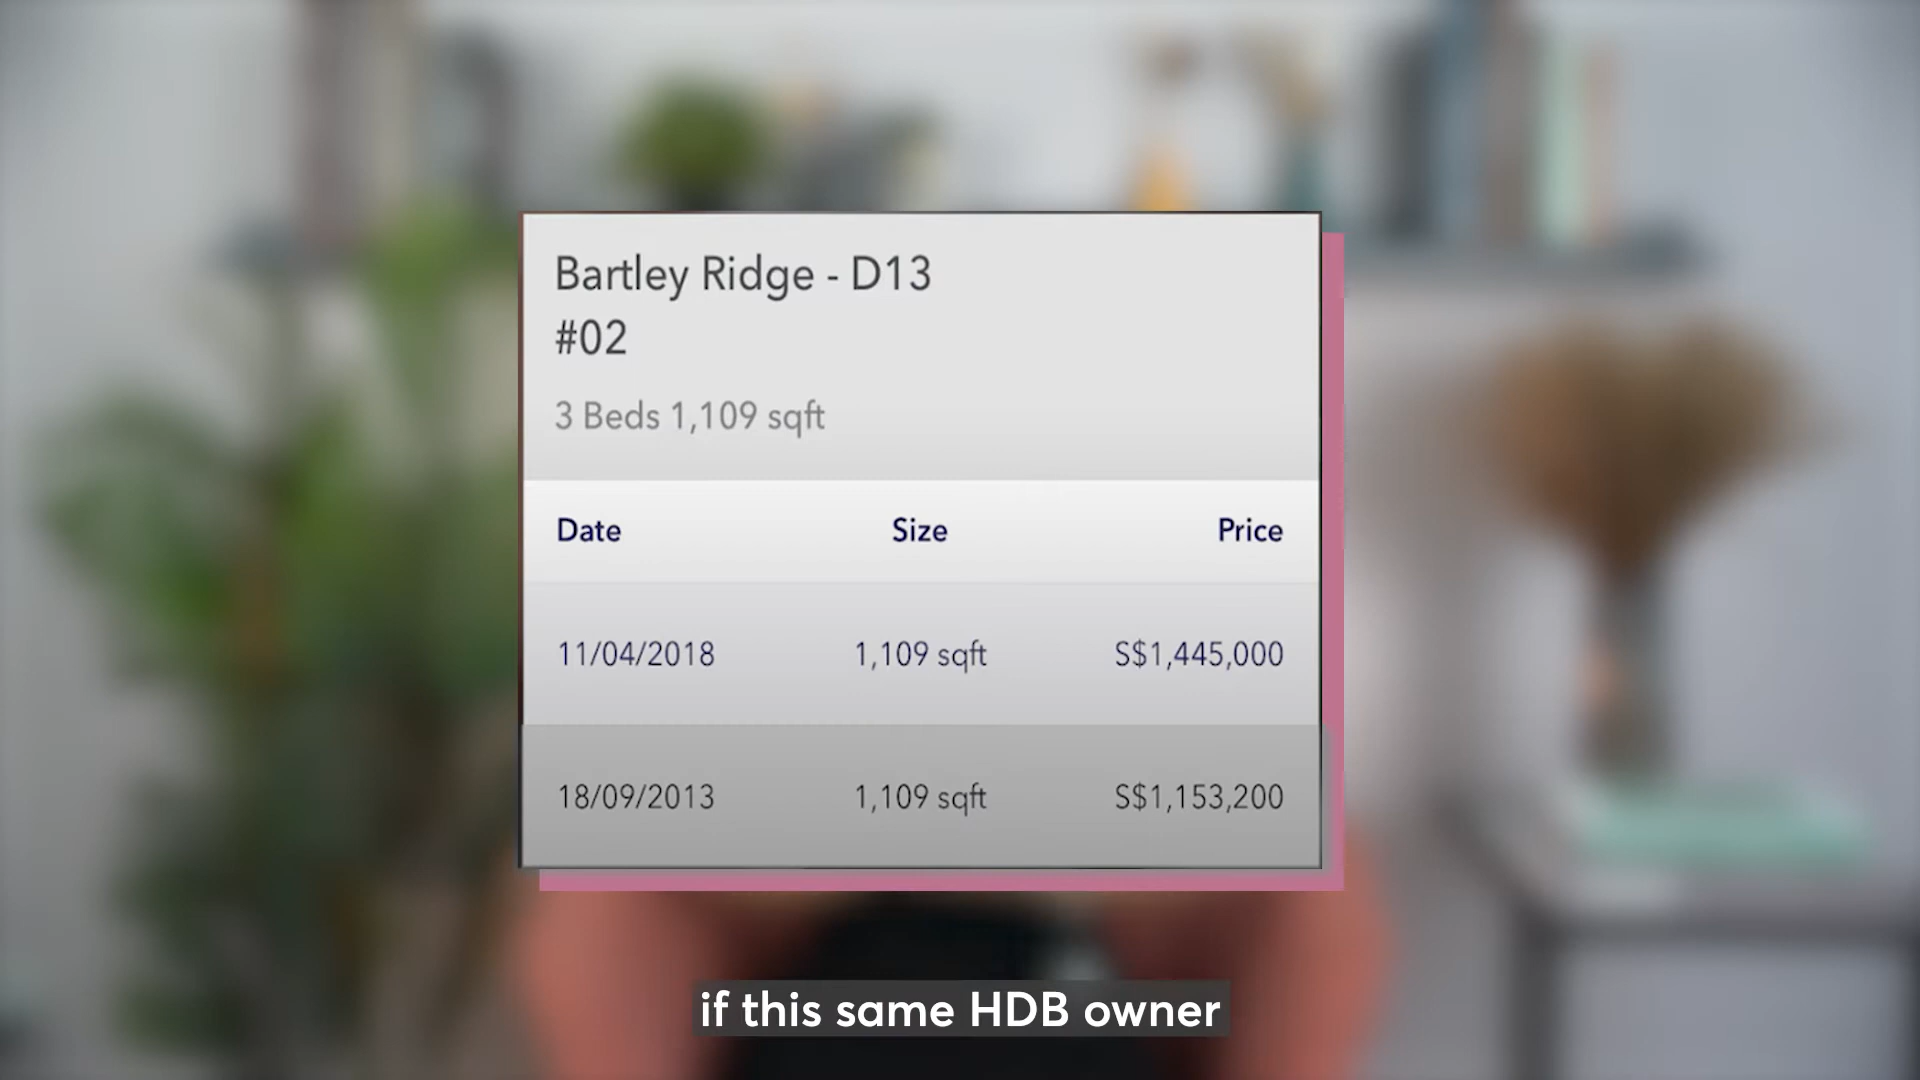 Bartley Ridge - D13
#02
3 Beds 1,109 sqft
Date Size Price
11/04/2018 1,109 sqft S$1,445,000
18/09/2013 1,109 sqft S$1,153,200
if this same HDB owner